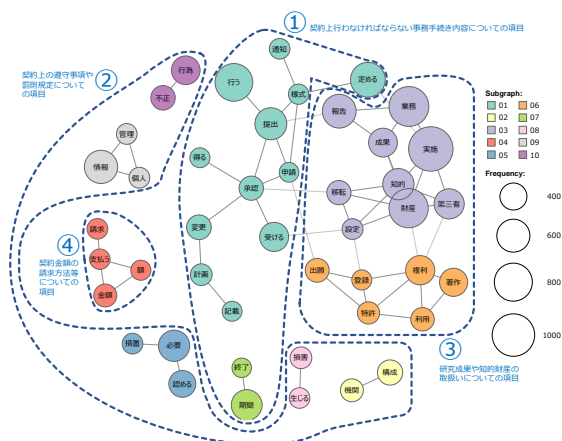 ① 契約上行わなければならない事務手続き内容についての項目
通知
行為
契約上の遵守事項や
罰則規定についての項目
②
不正
行う
様式
定める
Subgraph:
01 06
02 07
03 08
04 09
05 10
報告
業務
提出
管理
成果
実施
情報
個人
得る
申請
承認
移転
知的
財産
第三者
Frequency:
400
600
800
1000
請求
変更
受ける
設定
④
契約金額の
請求方法等
についての
項目
支払う
額
金額
計画
出願
登録
権利
著作
記載
特許
利用
措置
必要
認める
終了
期間
損害
生じる
構成
機関
③
研究成果や知的財産の
取扱いについての項目